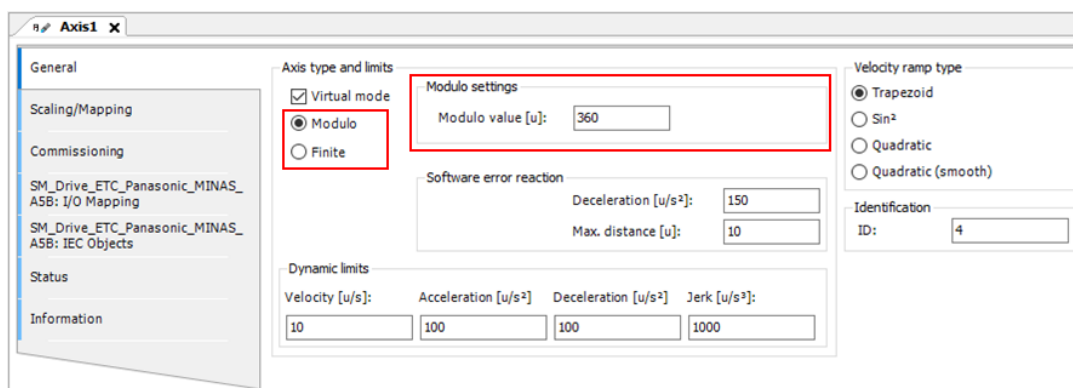 Axis1
General
Scaling/Mapping
Commissioning
SM_Drive_ETC_Panasonic_MINAS_
A5B: I/O Mapping
SM_Drive_ETC_Panasonic_MINAS_
A5B: IEC Objects
Status
Information
Axis type and limits
Virtual mode
Modulo
Finite
Modulo settings
Modulo value [u]: 360
Software error reaction
Deceleration [u/s²]: 150
Max. distance [u]: 10
Dynamic limits
Velocity [u/s]: Acceleration [u/s²] Deceleration [u/s²] Jerk [u/s³]:
10 100 100 1000
Velocity ramp type
Trapezoid
Sin²
Quadratic
Quadratic (smooth)
Identification
ID: 4